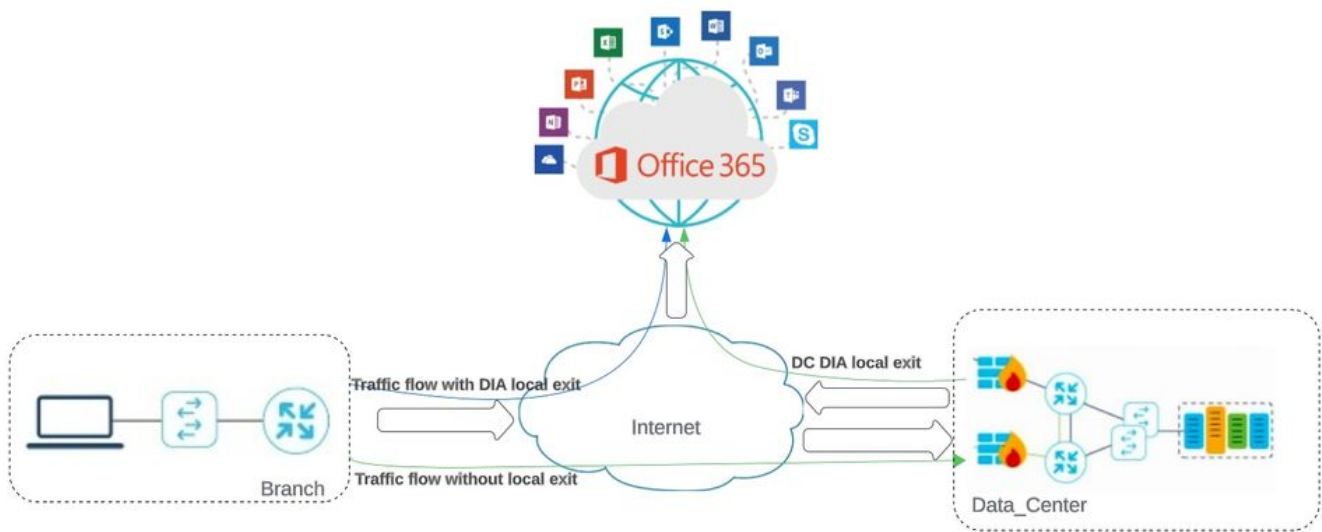 Office 365
Traffic flow with DIA local exit
DC DIA local exit
Internet
Traffic flow without local exit
Branch
Data_Center